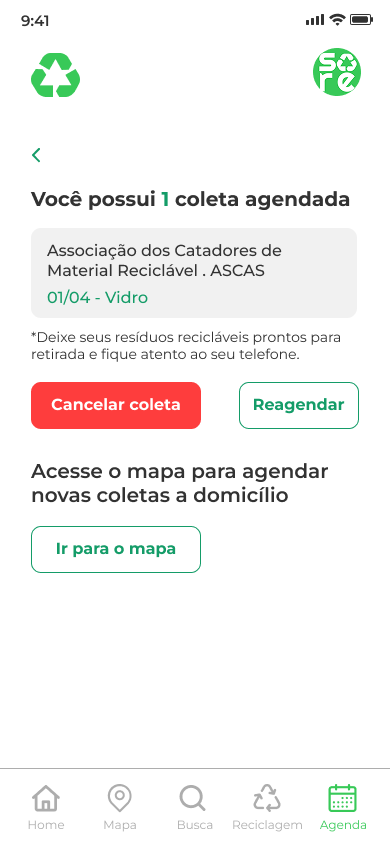 9:41
so
re
Você possui 1 coleta agendada
Associação dos Catadores de
Material Reciclável . ASCAS
01/04 - Vidro
*Deixe seus resíduos recicláveis prontos para
retirada e fique atento ao seu telefone.
Cancelar coleta Reagendar
Acesse o mapa para agendar
novas coletas a domicílio
Ir para o mapa
Home Mapa Busca Reciclagem Agenda